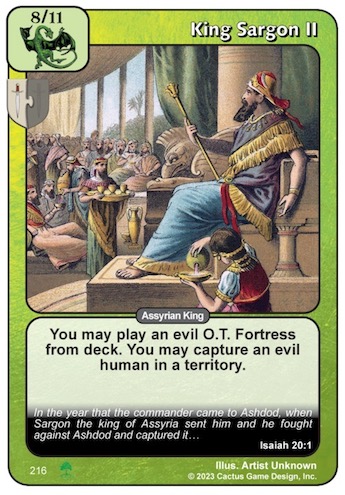 8/11
King Sargon II
Assyrian King
You may play an evil O.T. Fortress
from deck. You may capture an evil
human in a territory.
In the year that the commander came to Ashdod, when
Sargon the king of Assyria sent him and he fought
against Ashdod and captured it…
Isaiah 20:1
Illus. Artist Unknown
216
© 2023 Cactus Game Design, Inc.